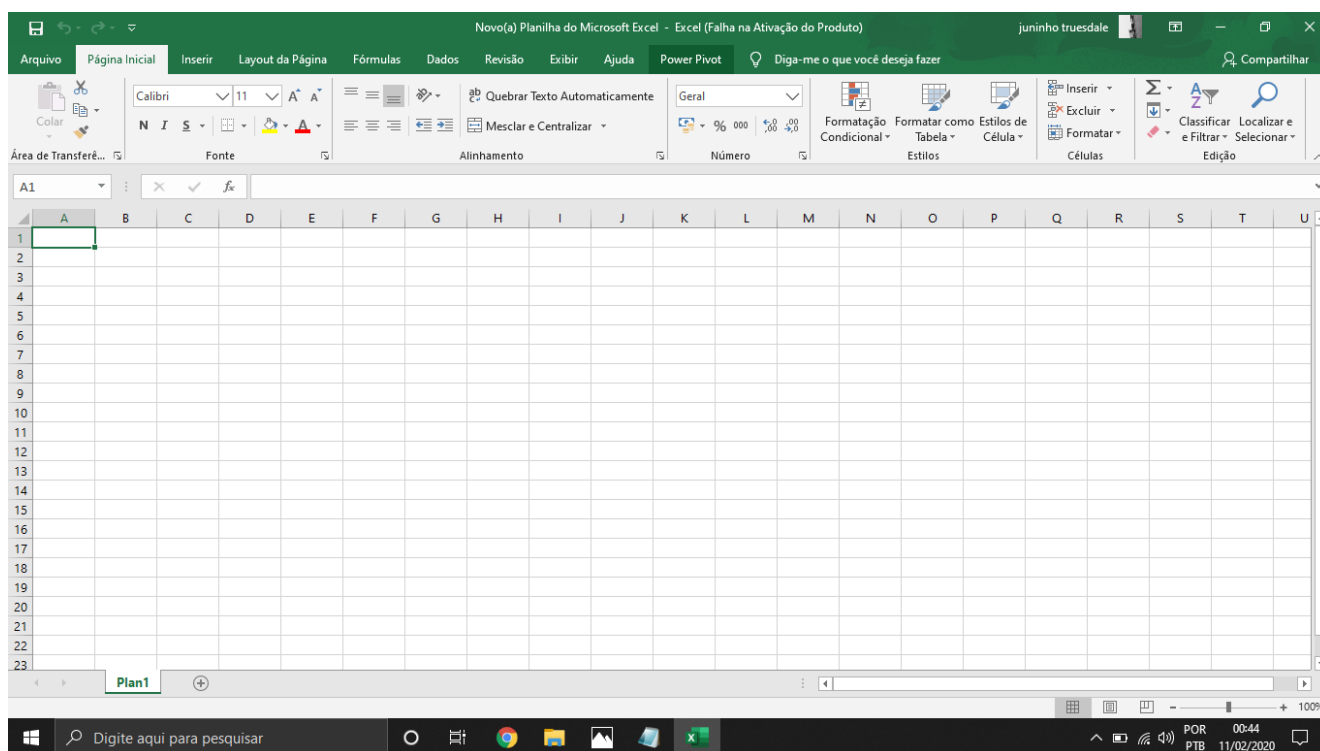 Novo(a) Planilha do Microsoft Excel - Excel (Falha na Ativação do Produto) juninho truesdale
Arquivo Página Inicial Inserir Layout da Página Fórmulas Dados Revisão Exibir Ajuda Power Pivot Diga-me o que você deseja fazer Compartilhar
Calibri 11 A A ab Quebrar Texto Automaticamente Geral Inserir Σ
Colar N I S A Mesclar e Centralizar % 000 Formatação Condicional Formatar como Tabela Estilos de Célula Excluir Formatar Classificar e Filtrar Localizar e Selecionar
Área de Transferê... Fonte Alinhamento Número Estilos Células Edição
A1 fx
A B C D E F G H I J K L M N O P Q R S T U
1
2
3
4
5
6
7
8
9
10
11
12
13
14
15
16
17
18
19
20
21
22
23
Plan1
100%
Digite aqui para pesquisar POR 00:44
PTB 11/02/2020